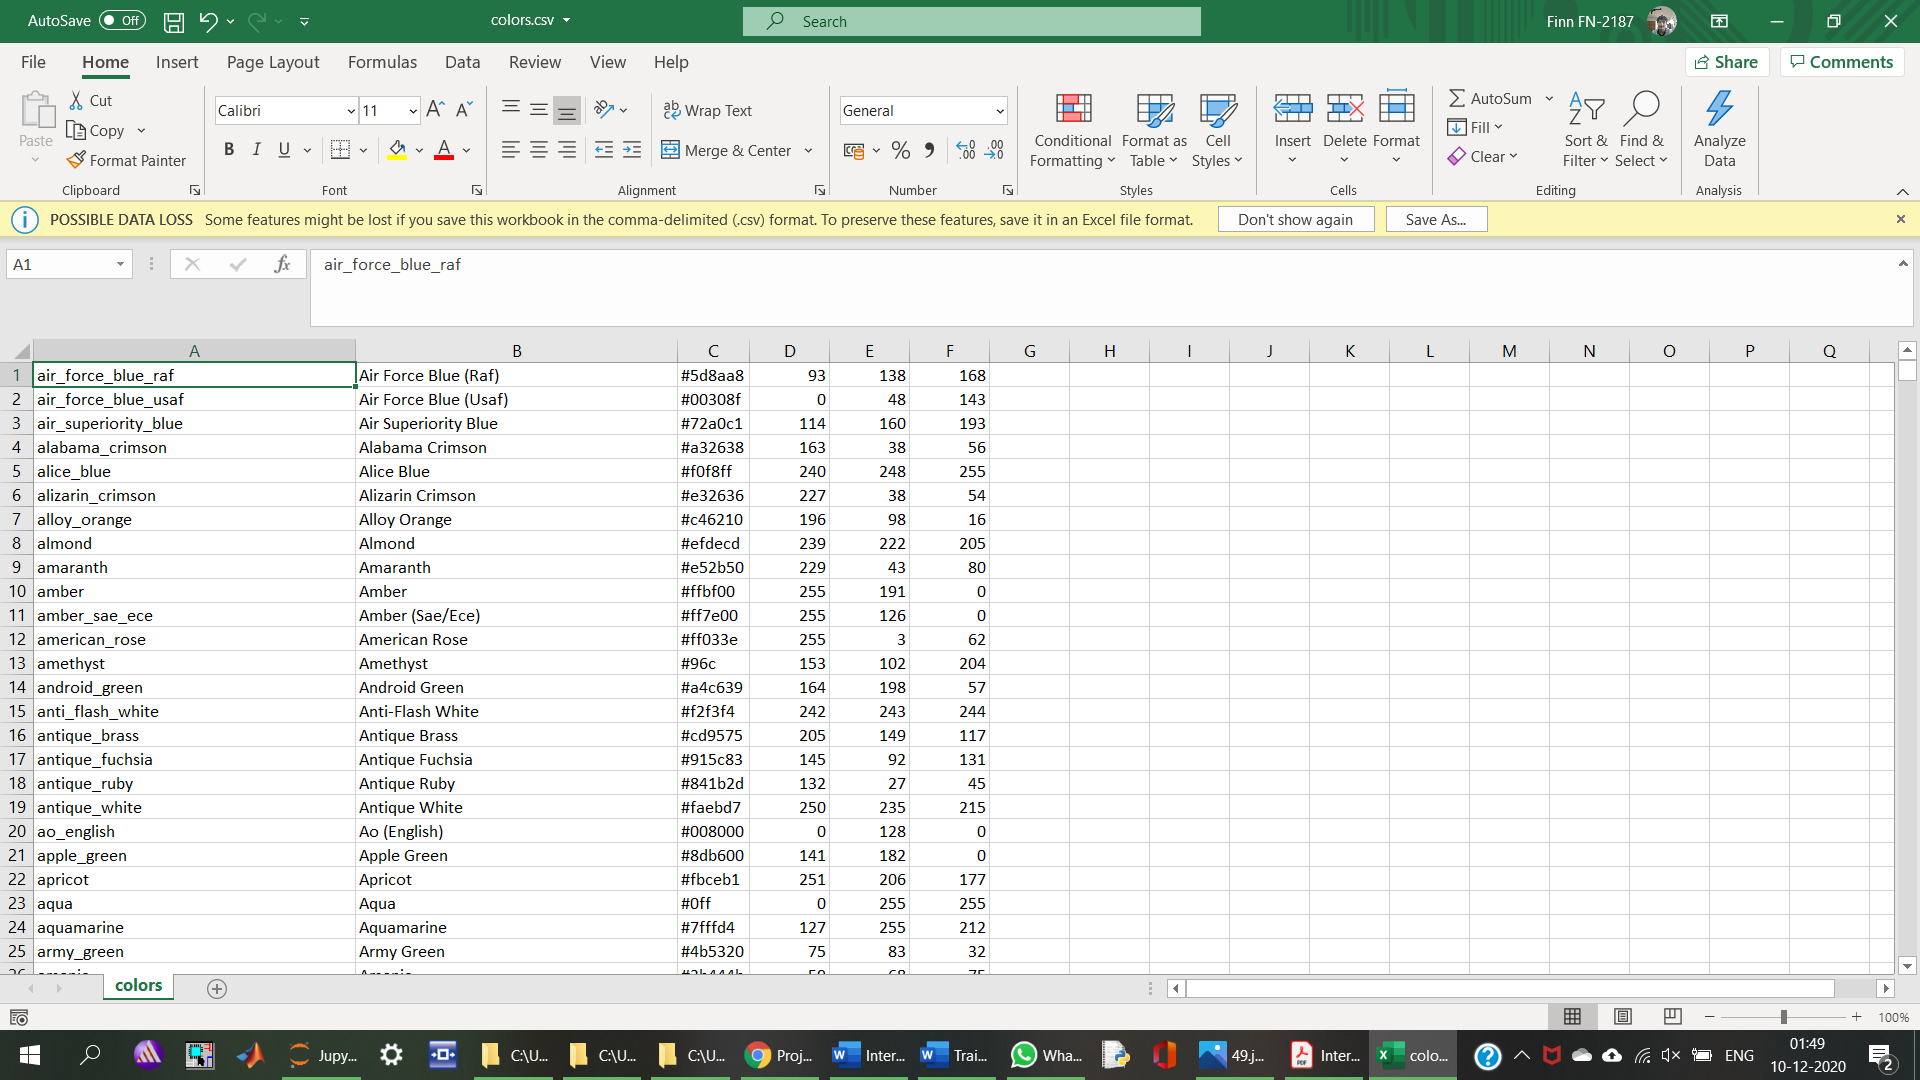 AutoSave Off colors.csv Search Finn FN-2187
File Home Insert Page Layout Formulas Data Review View Help Share Comments
Paste Cut Copy Format Painter Clipboard
Calibri 11 A A B I U A Font
ab Wrap Text Merge & Center Alignment
General % Number
Conditional Formatting Format as Table Cell Styles Styles
Insert Delete Format Cells
AutoSum Fill Clear Sort & Filter Find & Select Editing
Analyze Data Analysis
POSSIBLE DATA LOSS Some features might be lost if you save this workbook in the comma-delimited (.csv) format. To preserve these features, save it in an Excel file format. Don't show again Save As...
A1 fx air_force_blue_raf
A B C D E F G H I J K L M N O P Q
1 air_force_blue_raf Air Force Blue (Raf) #5d8aa8 93 138 168
2 air_force_blue_usaf Air Force Blue (Usaf) #00308f 0 48 143
3 air_superiority_blue Air Superiority Blue #72a0c1 114 160 193
4 alabama_crimson Alabama Crimson #a32638 163 38 56
5 alice_blue Alice Blue #f0f8ff 240 248 255
6 alizarin_crimson Alizarin Crimson #e32636 227 38 54
7 alloy_orange Alloy Orange #c46210 196 98 16
8 almond Almond #efdecd 239 222 205
9 amaranth Amaranth #e52b50 229 43 80
10 amber Amber #ffbf00 255 191 0
11 amber_sae_ece Amber (Sae/Ece) #ff7e00 255 126 0
12 american_rose American Rose #ff033e 255 3 62
13 amethyst Amethyst #96c 153 102 204
14 android_green Android Green #a4c639 164 198 57
15 anti_flash_white Anti-Flash White #f2f3f4 242 243 244
16 antique_brass Antique Brass #cd9575 205 149 117
17 antique_fuchsia Antique Fuchsia #915c83 145 92 131
18 antique_ruby Antique Ruby #841b2d 132 27 45
19 antique_white Antique White #faebd7 250 235 215
20 ao_english Ao (English) #008000 0 128 0
21 apple_green Apple Green #8db600 141 182 0
22 apricot Apricot #fbceb1 251 206 177
23 aqua Aqua #0ff 0 255 255
24 aquamarine Aquamarine #7fffd4 127 255 212
25 army_green Army Green #4b5320 75 83 32
colors
100%
Jupy... C:\U... C:\U... C:\U... Proj... Inter... Trai... Wha... 49.j... Inter... colo... ENG 01:49
10-12-2020 2